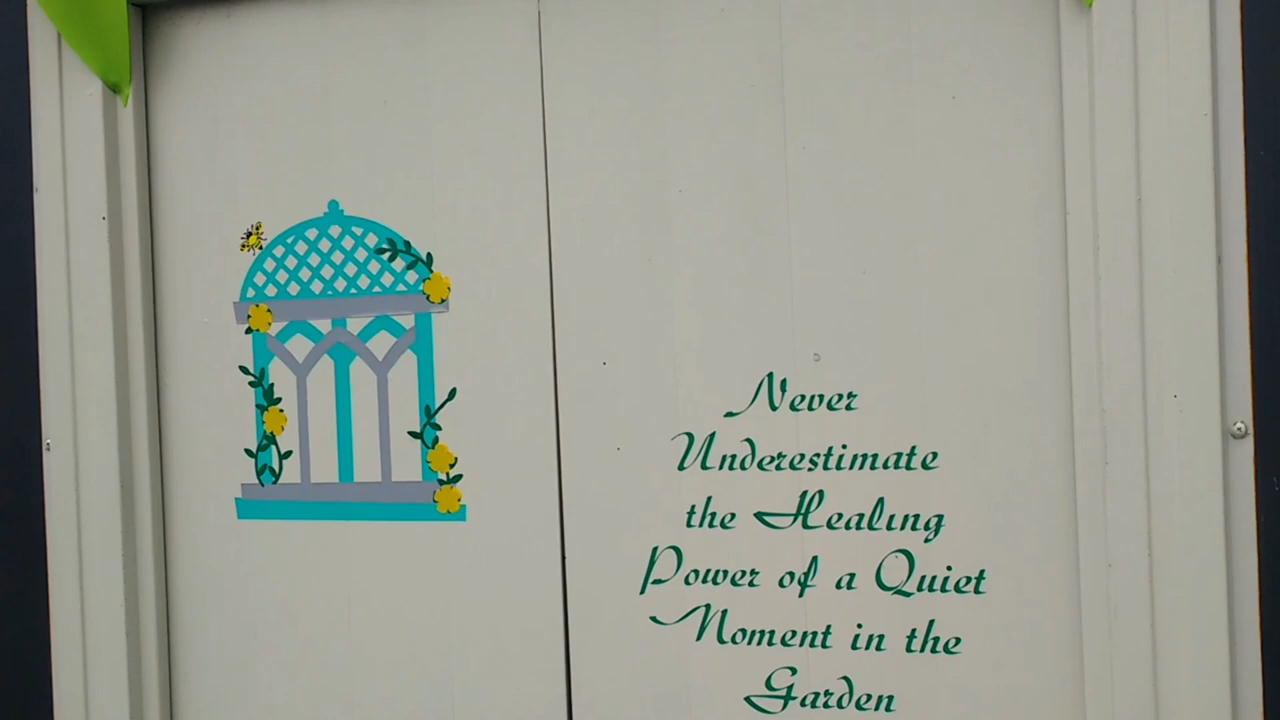 Never
Underestimate
the Healing
Power of a Quiet
Moment in the
Garden